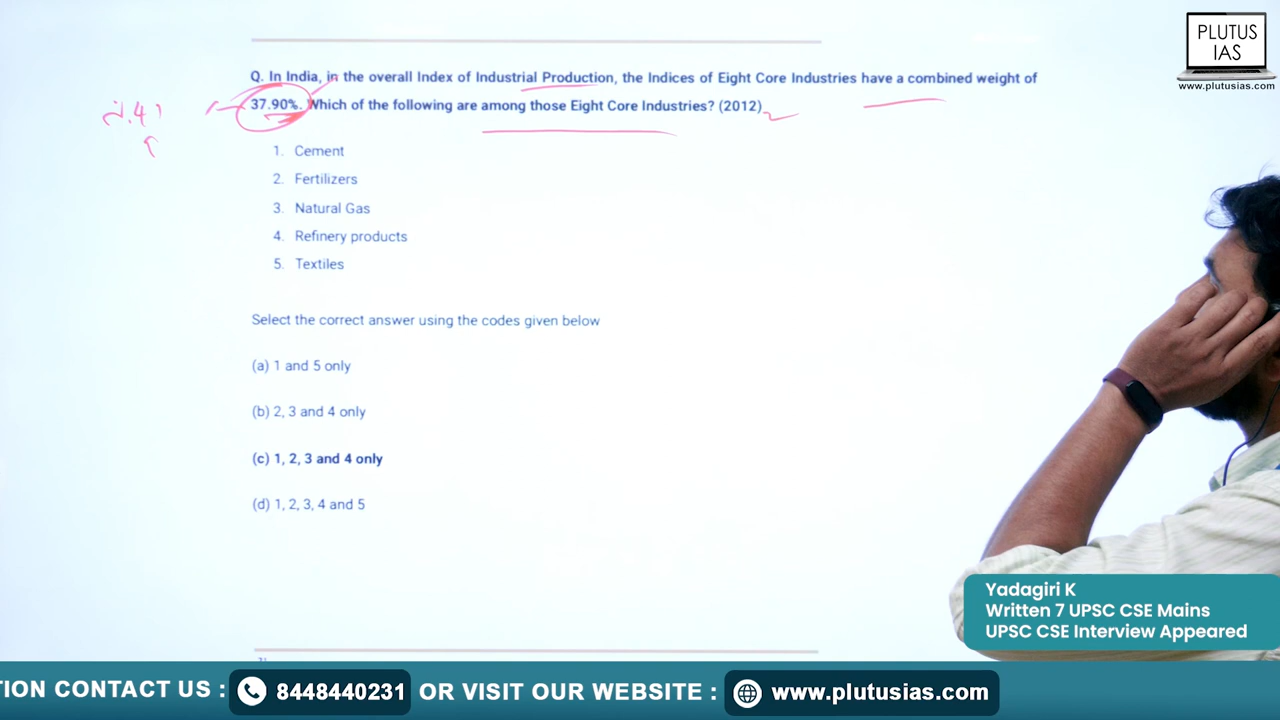 PLUTUS
IAS
www.plutusias.com
Q. In India, in the overall Index of Industrial Production, the Indices of Eight Core Industries have a combined weight of
37.90%. Which of the following are among those Eight Core Industries? (2012)
1. Cement
2. Fertilizers
3. Natural Gas
4. Refinery products
5. Textiles
Select the correct answer using the codes given below
(a) 1 and 5 only
(b) 2, 3 and 4 only
(c) 1, 2, 3 and 4 only
(d) 1, 2, 3, 4 and 5
Yadagiri K
Written 7 UPSC CSE Mains
UPSC CSE Interview Appeared
TION CONTACT US : 8448440231 OR VISIT OUR WEBSITE : www.plutusias.com